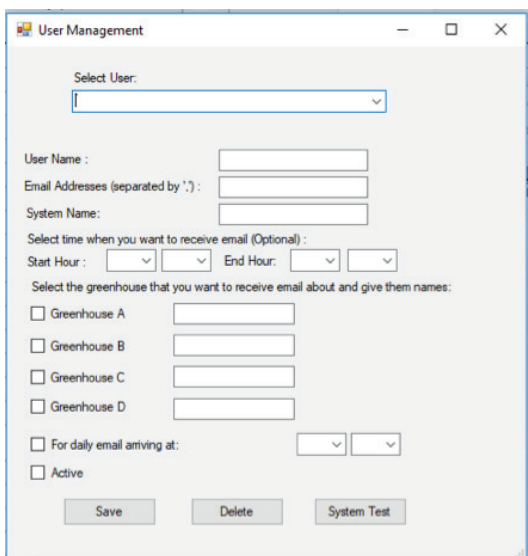 User Management
Select User:
User Name :
Email Addresses (separated by ',') :
System Name:
Select time when you want to receive email (Optional) :
Start Hour : End Hour:
Select the greenhouse that you want to receive email about and give them names:
Greenhouse A
Greenhouse B
Greenhouse C
Greenhouse D
For daily email arriving at:
Active
Save Delete System Test